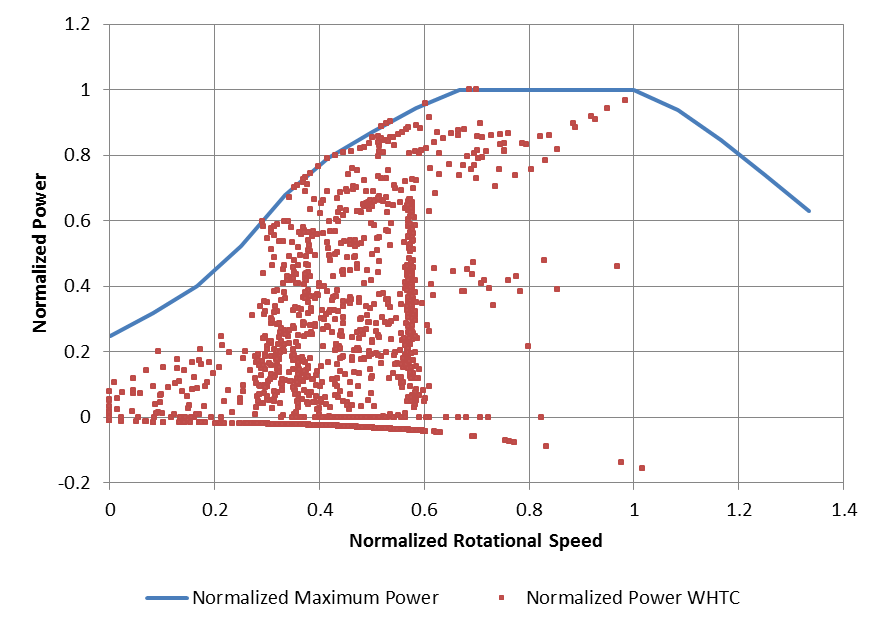 1.2
1
0.8
0.6
0.4
0.2
0
-0.2
Normalized Power
0 0.2 0.4 0.6 0.8 1 1.2 1.4
Normalized Rotational Speed
Normalized Maximum Power Normalized Power WHTC